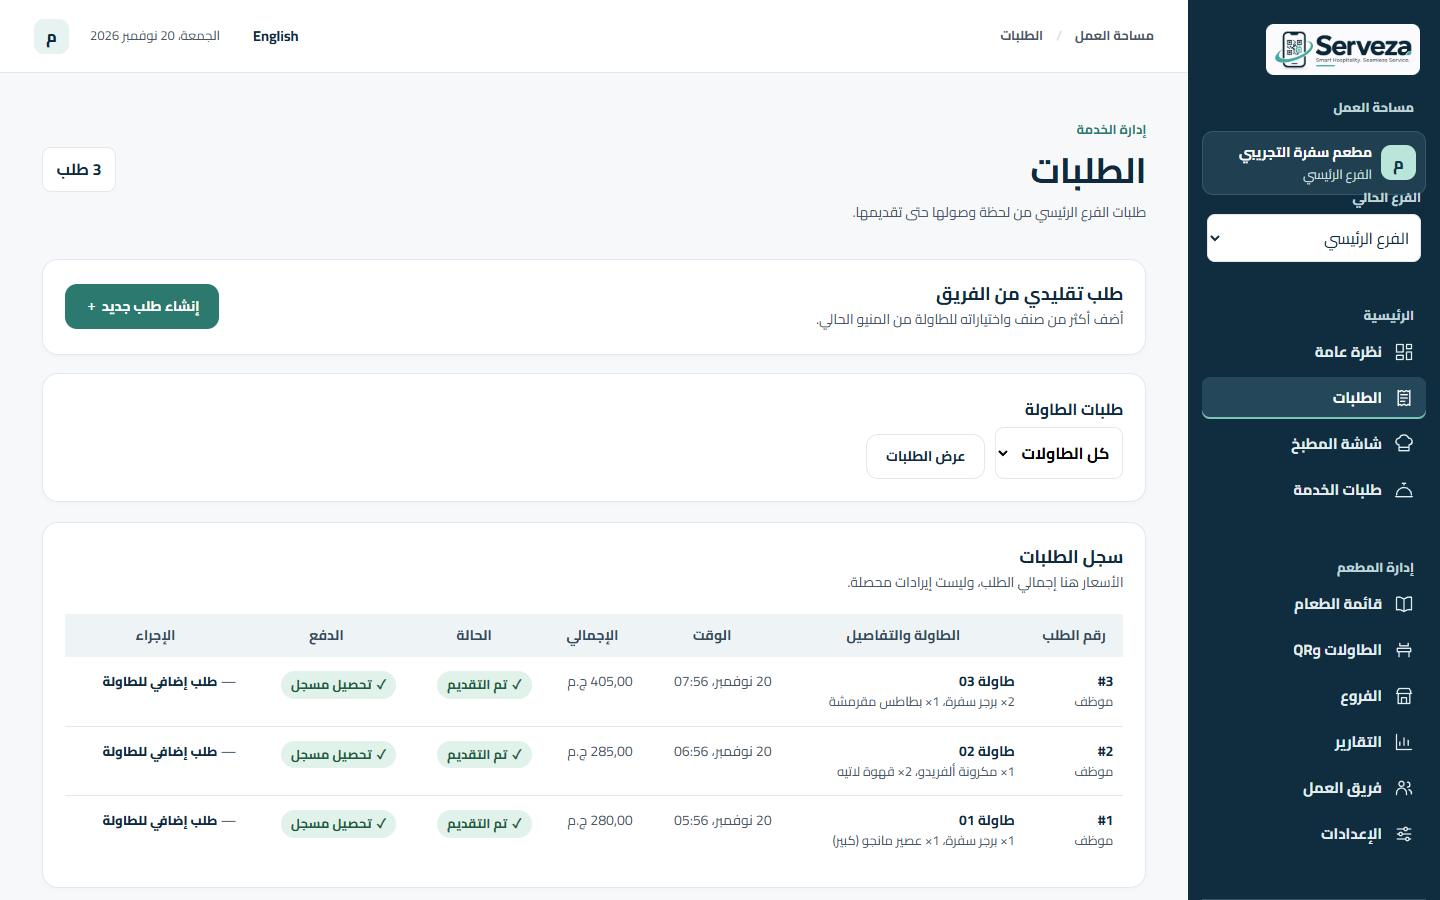 Serveza
Smart Hospitality. Seamless Service.
مساحة العمل
م
مطعم سفرة التجريبي
الفرع الرئيسي
الفرع الحالي
الفرع الرئيسي
الرئيسية
نظرة عامة
الطلبات
شاشة المطبخ
طلبات الخدمة
إدارة المطعم
قائمة الطعام
الطاولات وQR
الفروع
التقارير
فريق العمل
الإعدادات
مساحة العمل / الطلبات
English
الجمعة، 20 نوفمبر 2026
م
إدارة الخدمة
الطلبات
طلبات الفرع الرئيسي من لحظة وصولها حتى تقديمها.
3 طلب
طلب تقليدي من الفريق
أضف أكثر من صنف واختياراته للطاولة من المنيو الحالي.
إنشاء طلب جديد +
طلبات الطاولة
كل الطاولات
عرض الطلبات
سجل الطلبات
الأسعار هنا إجمالي الطلب، وليست إيرادات محصلة.
رقم الطلب الطاولة والتفاصيل الوقت الإجمالي الحالة الدفع الإجراء
#3 طاولة 03 20 نوفمبر، 07:56 405,00 ج.م ✓ تم التقديم ✓ تحصيل مسجل — طلب إضافي للطاولة
موظف 2× برجر سفرة، 1× بطاطس مقرمشة
#2 طاولة 02 20 نوفمبر، 06:56 285,00 ج.م ✓ تم التقديم ✓ تحصيل مسجل — طلب إضافي للطاولة
موظف 1× مكرونة ألفريدو، 2× قهوة لاتيه
#1 طاولة 01 20 نوفمبر، 05:56 280,00 ج.م ✓ تم التقديم ✓ تحصيل مسجل — طلب إضافي للطاولة
موظف 1× برجر سفرة، 1× عصير مانجو (كبير)